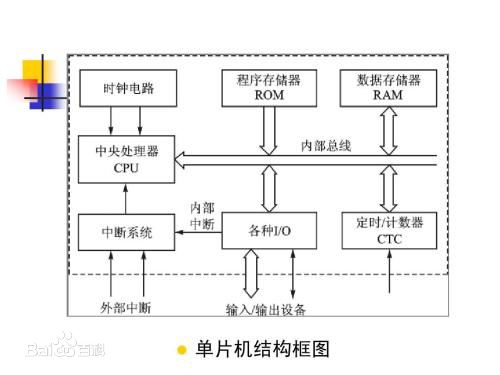 时钟电路
程序存储器
ROM
数据存储器
RAM
中央处理器
CPU
内部总线
内部
中断
中断系统
各种I/O
定时/计数器
CTC
外部中断
输入/输出设备
Baidu百科
单片机结构框图